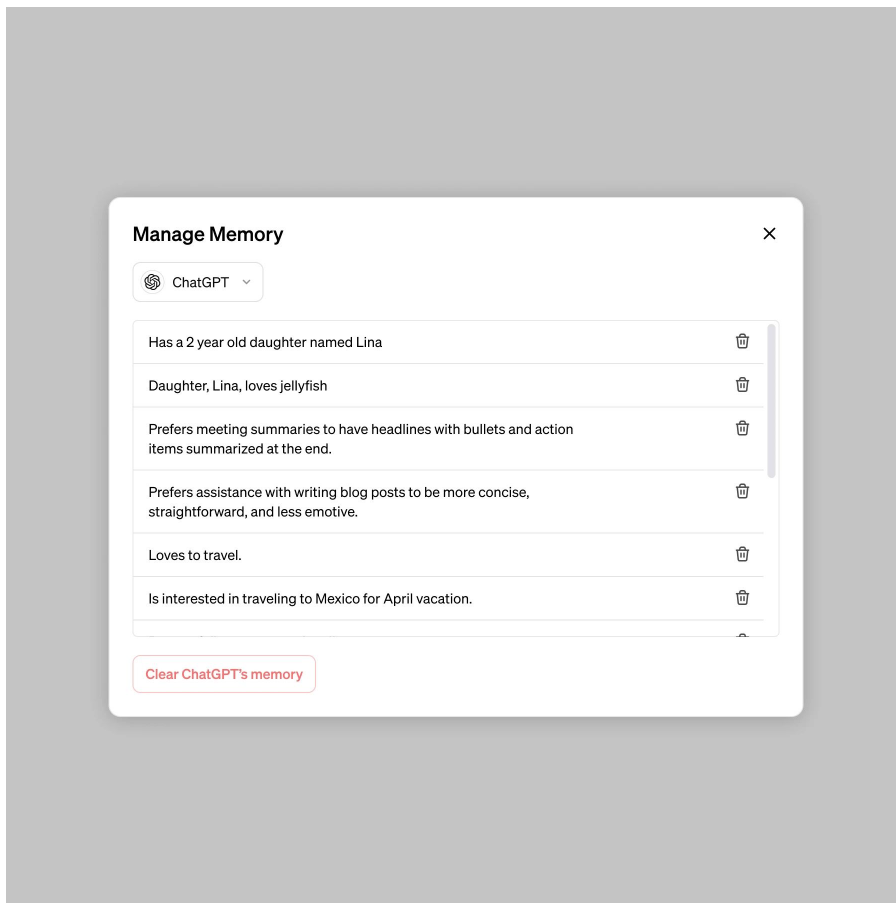 Manage Memory
ChatGPT
Has a 2 year old daughter named Lina
Daughter, Lina, loves jellyfish
Prefers meeting summaries to have headlines with bullets and action
items summarized at the end.
Prefers assistance with writing blog posts to be more concise,
straightforward, and less emotive.
Loves to travel.
Is interested in traveling to Mexico for April vacation.
Clear ChatGPT’s memory